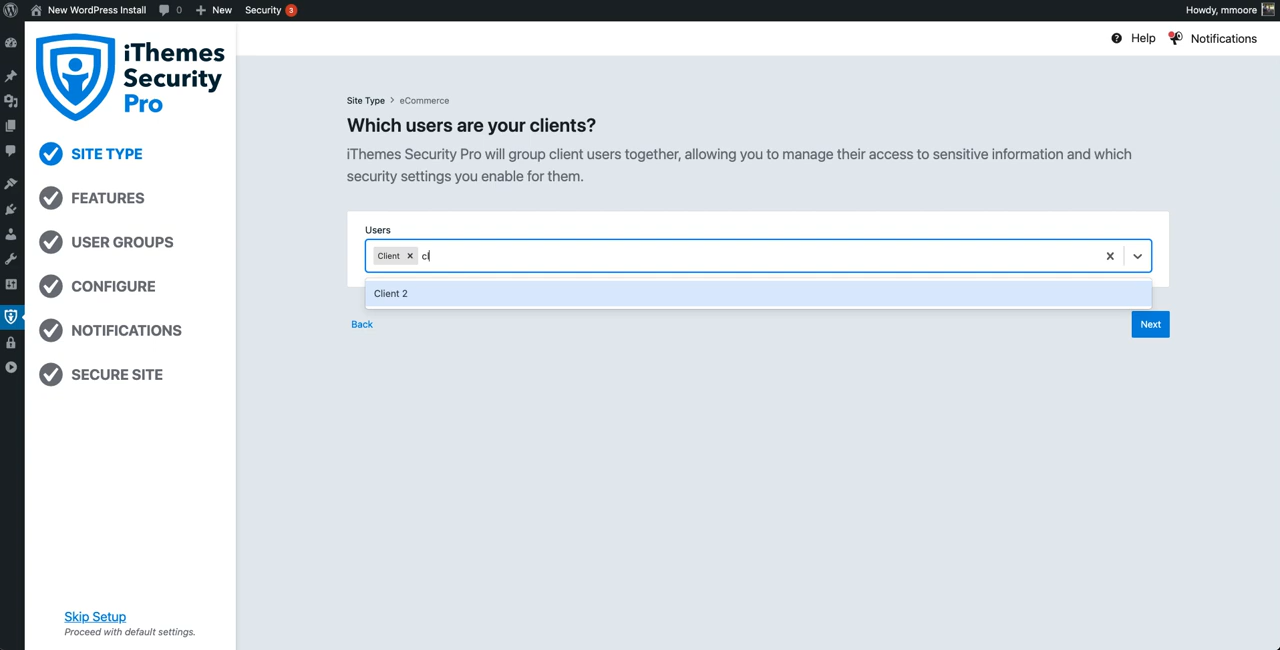 New WordPress Install 0 New Security 3 Howdy, mmoore
iThemes
Security
Pro
Help Notifications
SITE TYPE
FEATURES
USER GROUPS
CONFIGURE
NOTIFICATIONS
SECURE SITE
Skip Setup
Proceed with default settings.
Site Type > eCommerce
Which users are your clients?
iThemes Security Pro will group client users together, allowing you to manage their access to sensitive information and which
security settings you enable for them.
Users
Client × cl
Client 2
Back Next